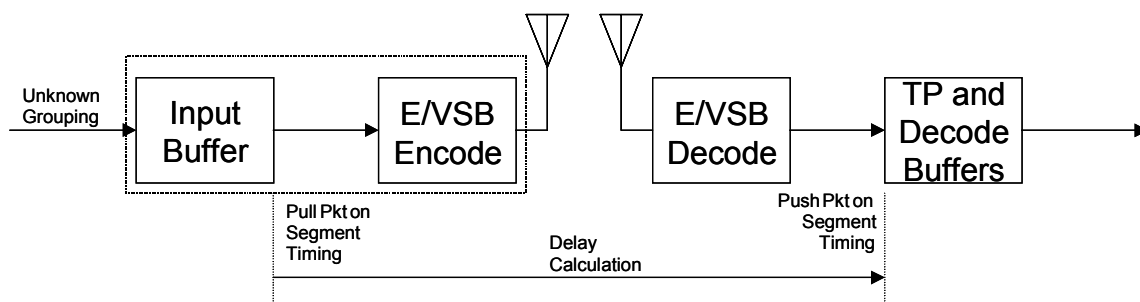 Unknown
Grouping
Input
Buffer
E/VSB
Encode
E/VSB
Decode
TP and
Decode
Buffers
Pull Pkt on
Segment
Timing
Push Pkt on
Segment
Timing
Delay
Calculation